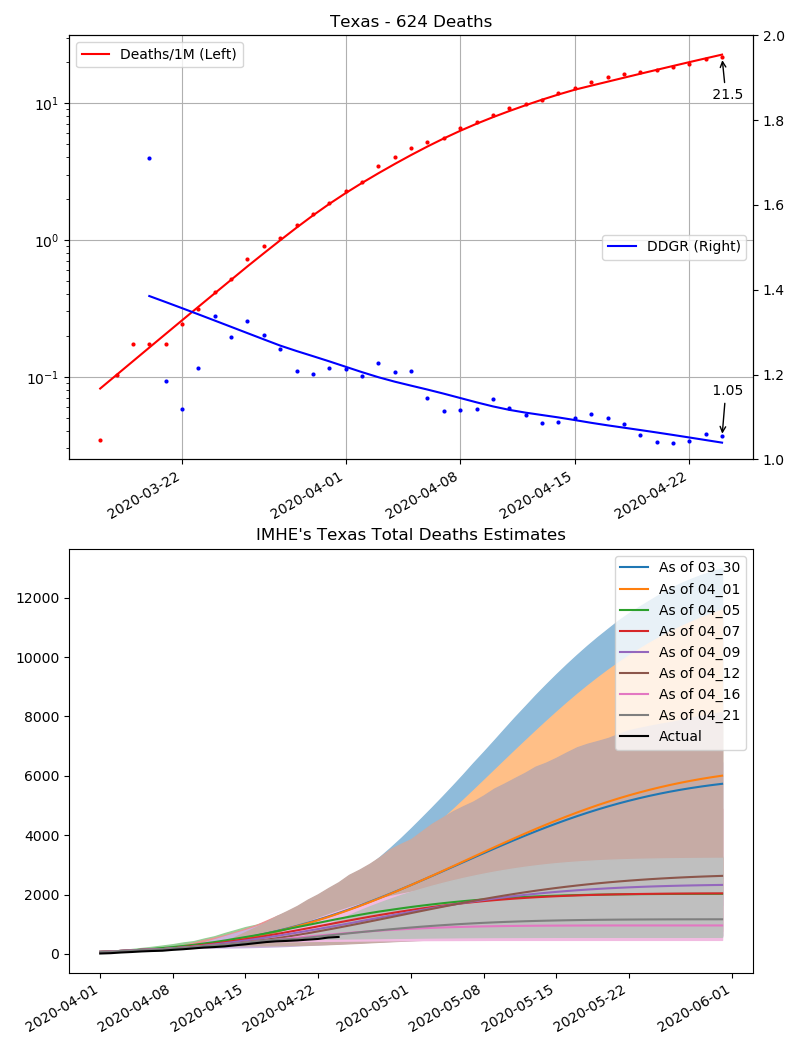 Texas - 624 Deaths
Deaths/1M (Left)
DDGR (Right)
21.5
1.05
10¹
10⁰
10⁻¹
2.0
1.8
1.6
1.4
1.2
1.0
2020-03-22
2020-04-01
2020-04-08
2020-04-15
2020-04-22
IMHE's Texas Total Deaths Estimates
As of 03_30
As of 04_01
As of 04_05
As of 04_07
As of 04_09
As of 04_12
As of 04_16
As of 04_21
Actual
12000
10000
8000
6000
4000
2000
0
2020-04-01
2020-04-08
2020-04-15
2020-04-22
2020-05-01
2020-05-08
2020-05-15
2020-05-22
2020-06-01